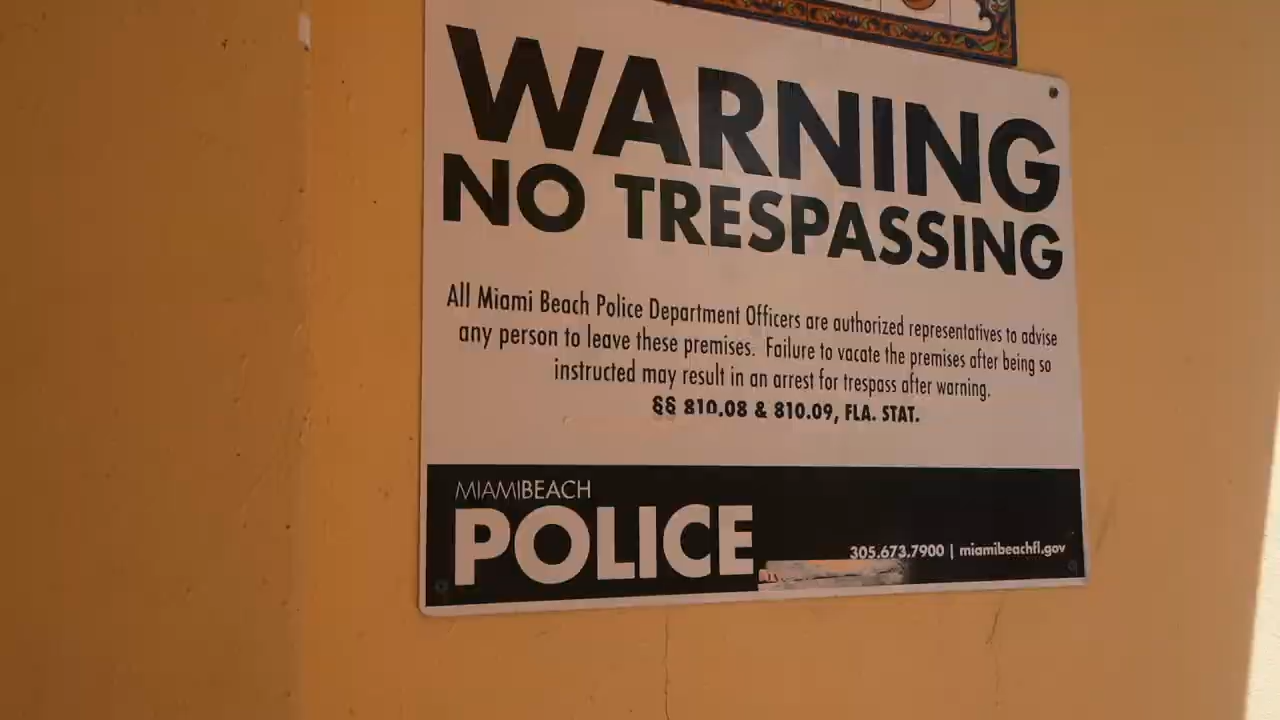 WARNING
NO TRESPASSING
All Miami Beach Police Department Officers are authorized representatives to advise
any person to leave these premises. Failure to vacate the premises after being so
instructed may result in an arrest for trespass after warning.
§§ 810.08 & 810.09, FLA. STAT.
MIAMIBEACH
POLICE
305.673.7900 | miamibeachfl.gov